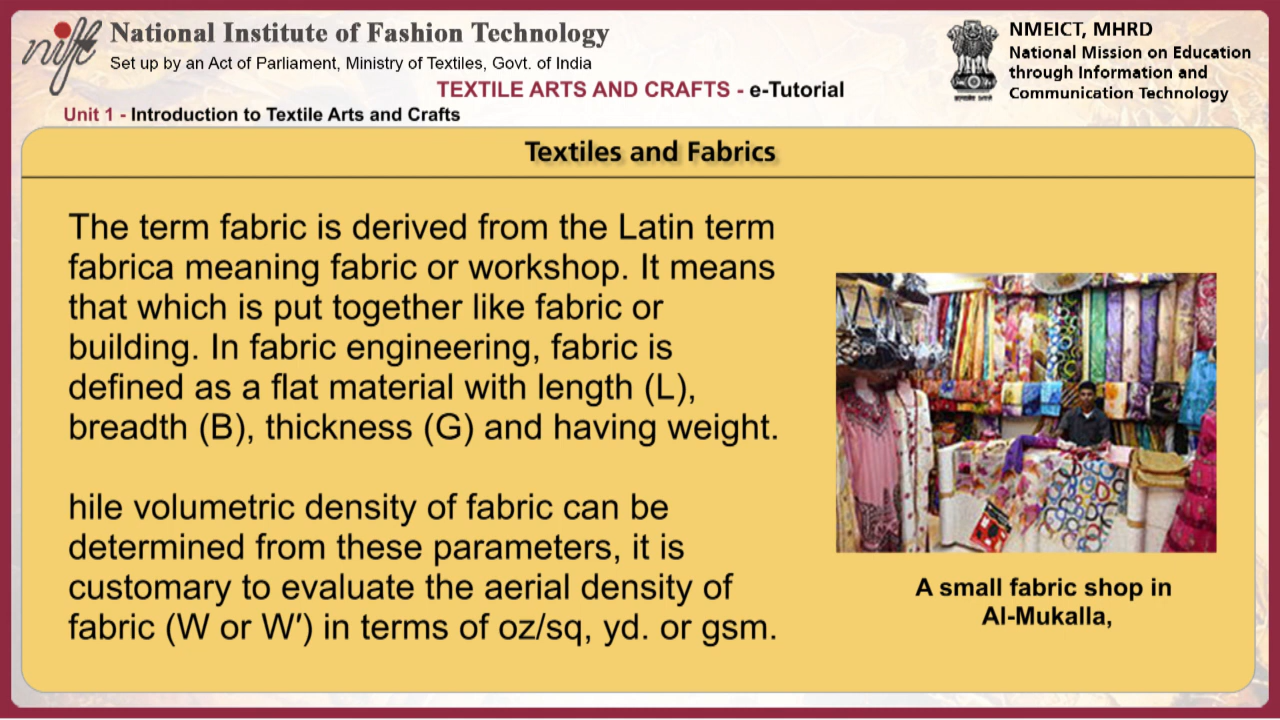 nift
National Institute of Fashion Technology
Set up by an Act of Parliament, Ministry of Textiles, Govt. of India
NMEICT, MHRD
National Mission on Education
through Information and
Communication Technology
TEXTILE ARTS AND CRAFTS - e-Tutorial
Unit 1 - Introduction to Textile Arts and Crafts
Textiles and Fabrics
The term fabric is derived from the Latin term
fabrica meaning fabric or workshop. It means
that which is put together like fabric or
building. In fabric engineering, fabric is
defined as a flat material with length (L),
breadth (B), thickness (G) and having weight.
hile volumetric density of fabric can be
determined from these parameters, it is
customary to evaluate the aerial density of
fabric (W or W′) in terms of oz/sq, yd. or gsm.
A small fabric shop in
Al-Mukalla,